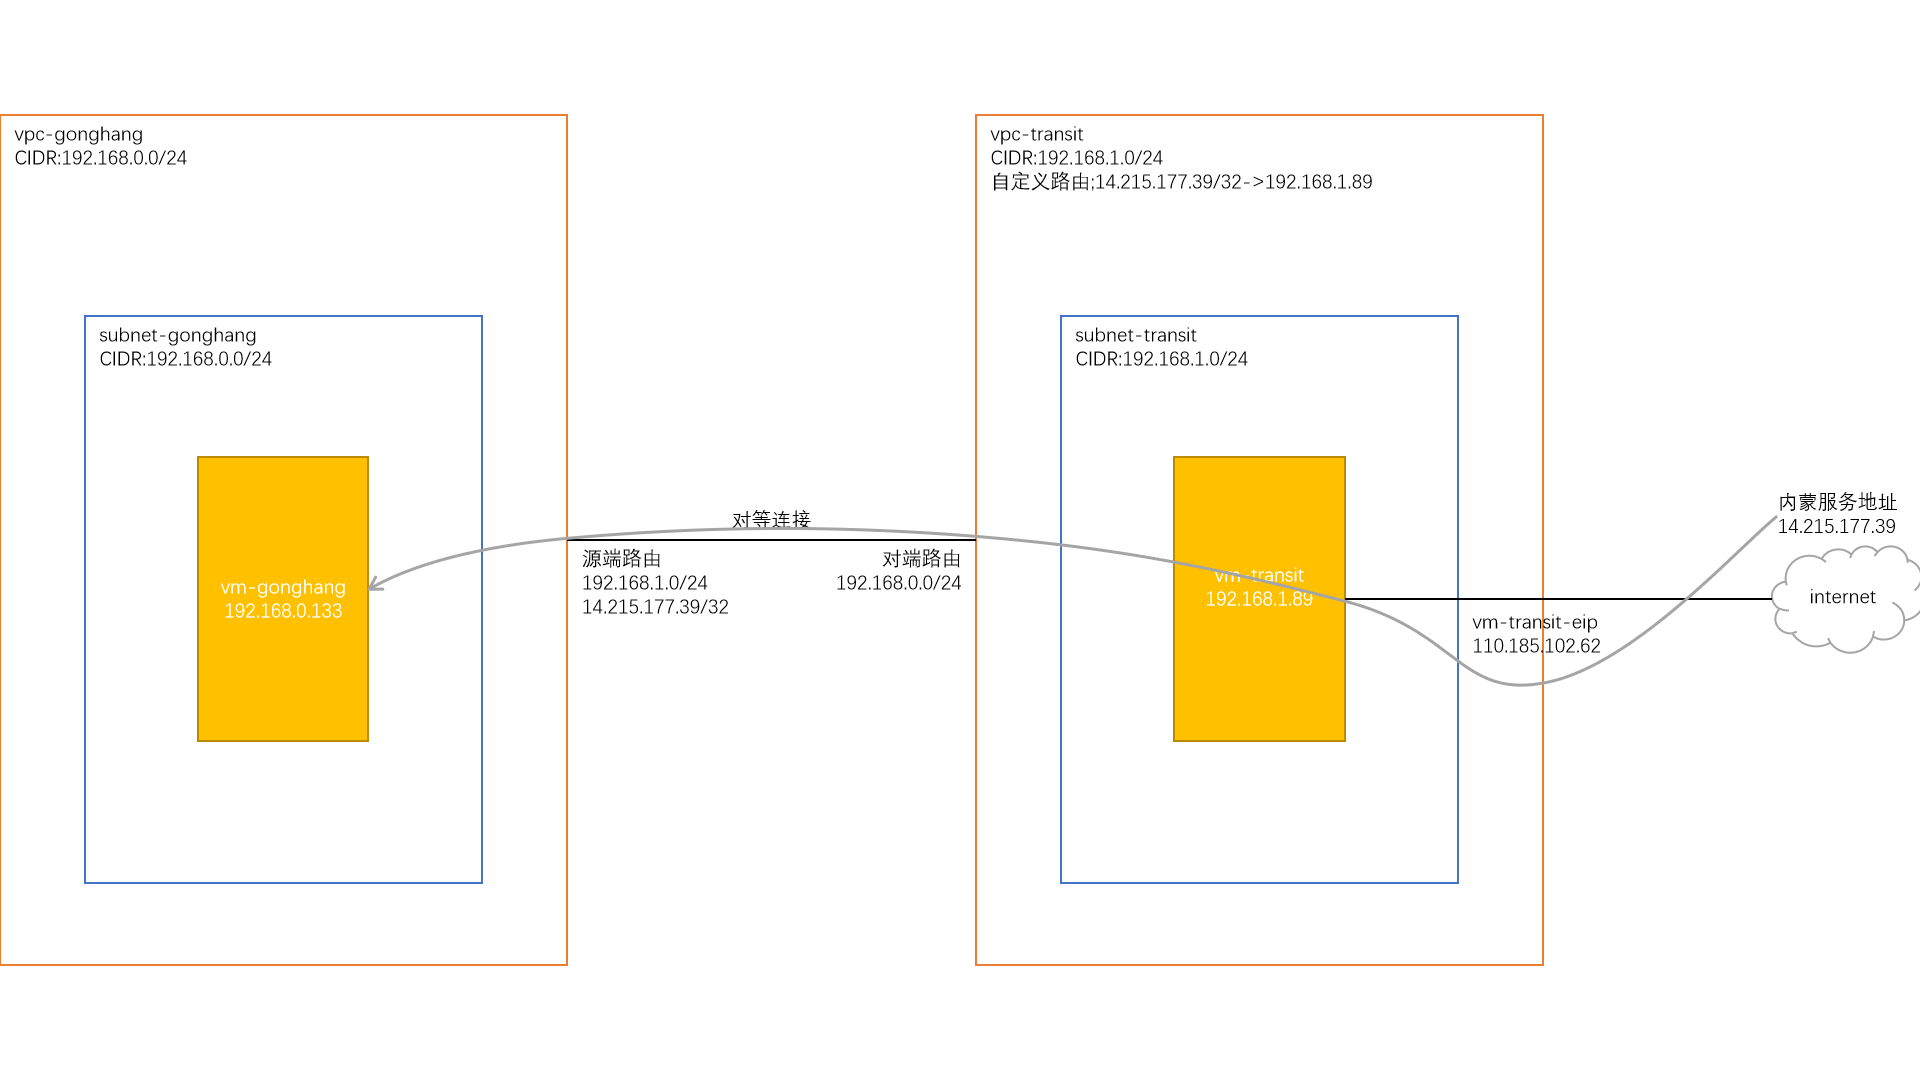 vpc-gonghang
CIDR:192.168.0.0/24
subnet-gonghang
CIDR:192.168.0.0/24
vm-gonghang
192.168.0.133
对等连接
源端路由
192.168.1.0/24
14.215.177.39/32
对端路由
192.168.0.0/24
vpc-transit
CIDR:192.168.1.0/24
自定义路由;14.215.177.39/32->192.168.1.89
subnet-transit
CIDR:192.168.1.0/24
vm-transit
192.168.1.89
vm-transit-eip
110.185.102.62
内蒙服务地址
14.215.177.39
internet